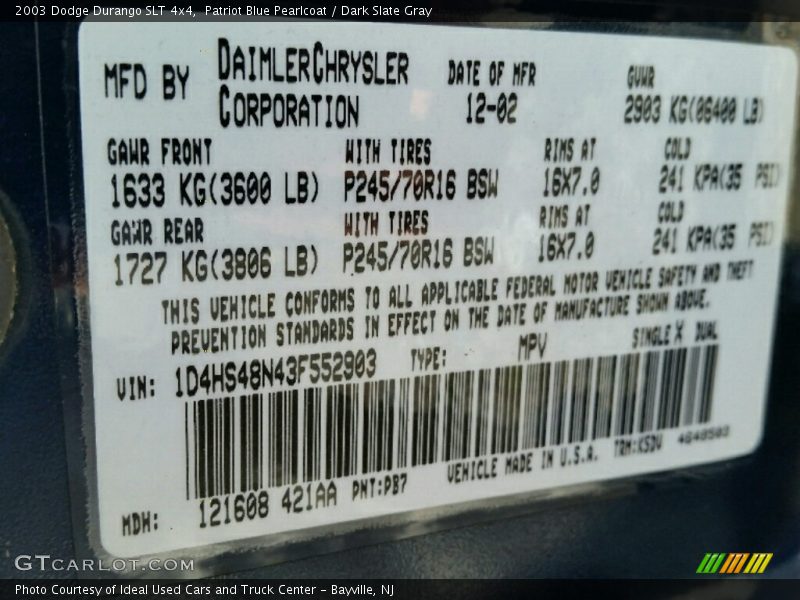 2003 Dodge Durango SLT 4x4, Patriot Blue Pearlcoat / Dark Slate Gray
MFD BY DAIMLERCHRYSLER CORPORATION DATE OF MFR 12-02 GVWR 2903 KG(06400 LB)
GAWR FRONT WITH TIRES RIMS AT COLD
1633 KG(3600 LB) P245/70R16 BSW 16X7.0 241 KPA(35 PSI)
GAWR REAR WITH TIRES RIMS AT COLD
1727 KG(3806 LB) P245/70R16 BSW 16X7.0 241 KPA(35 PSI)
THIS VEHICLE CONFORMS TO ALL APPLICABLE FEDERAL MOTOR VEHICLE SAFETY AND THEFT
PREVENTION STANDARDS IN EFFECT ON THE DATE OF MANUFACTURE SHOWN ABOVE.
VIN: 1D4HS48N43F552903 TYPE: MPV SINGLE X DUAL
MDH: 121608 421AA PNT:PB7 VEHICLE MADE IN U.S.A. TRM:K5DV
GTCARLOT.COM
Photo Courtesy of Ideal Used Cars and Truck Center - Bayville, NJ